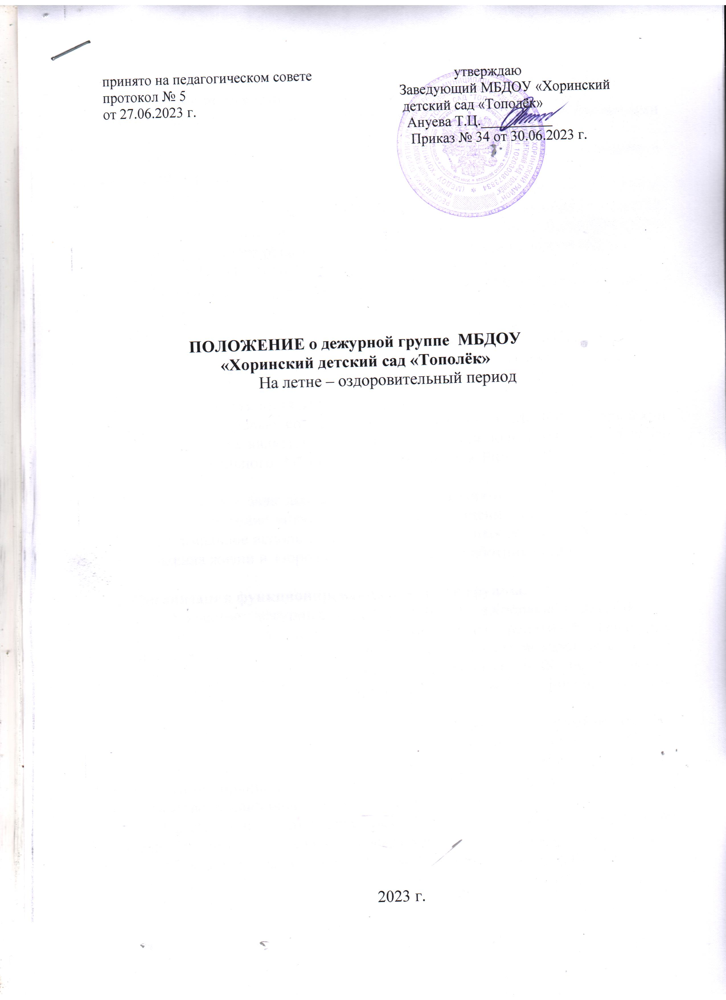 принято на педагогическом совете
протокол № 5
от 27.06.2023 г.
утверждаю
Заведующий МБДОУ «Хоринский
детский сад «Тополёк»
Ануева Т.Ц.
Приказ № 34 от 30.06.2023 г.
ПОЛОЖЕНИЕ о дежурной группе МБДОУ
«Хоринский детский сад «Тополёк»
На летне – оздоровительный период
2023 г.